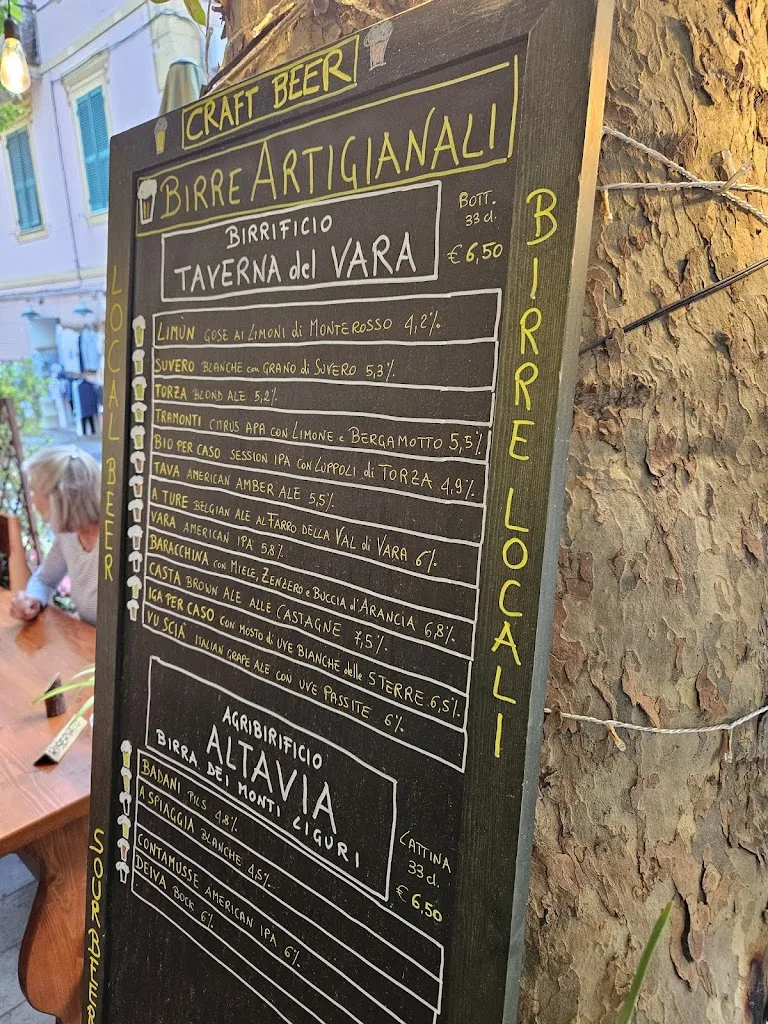 CRAFT BEER
BIRRE ARTIGIANALI
BIRRIFICIO
TAVERNA del VARA
BOTT.
33 cl.
€ 6,50
LIMÙN GOSE AI LIMONI di MONTEROSSO 4,2%
SUVERO BLANCHE con GRANO di SUVERO 5,3%
TORZA BLOND ALE 5,2%
TRAMONTI CITRUS APA CON LIMONE e BERGAMOTTO 5,5%
BIO PER CASO SESSION IPA CON LUPPOLI di TORZA 4,9%
TAVA AMERICAN AMBER ALE 5,5%
A TURE BELGIAN ALE AL FARRO DELLA VAL di VARA 6%
VARA AMERICAN IPA 5,8%
BARACCHINA CON MIELE, ZENZERO e BUCCIA d'ARANCIA 6,8%
CASTA BROWN ALE ALLE CASTAGNE 7,5%
IGA PER CASO CON MOSTO di UVE BIANCHE delle 5 TERRE 6,5%
VU SCIÀ ITALIAN GRAPE ALE CON UVE PASSITE 6%
AGRIBIRIFICIO
ALTAVIA
BIRRA DEI MONTI LIGURI
LATTINA
33 cl.
€ 6,50
BADANI PILS 4,8%
A SPIAGGIA BLANCHE 4,5%
CONTAMUSSE AMERICAN IPA 6%
DEIVA BOCK 6%
LOCAL BEER
BIRRE LOCALI